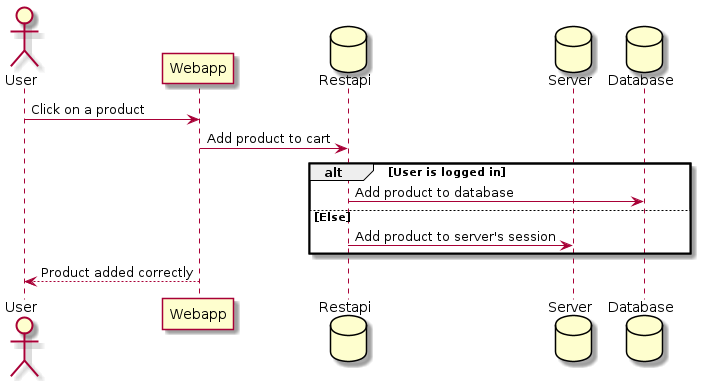 User
Webapp
Restapi
Server
Database
Click on a product
Add product to cart
alt
[User is logged in]
Add product to database
[Else]
Add product to server's session
Product added correctly
User
Webapp
Restapi
Server
Database